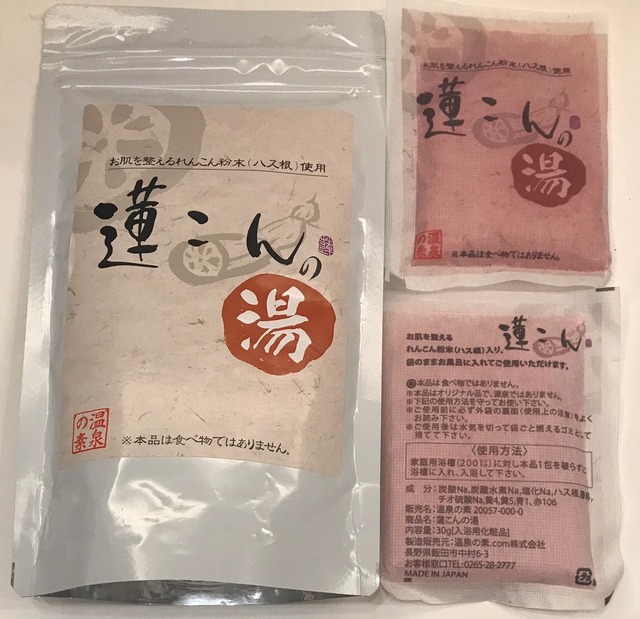 お肌を整えるれんこん粉末(ハス根)使用
蓮こんの
湯
温泉
の素
※本品は食べ物ではありません。
お肌を整えるれんこん粉末(ハス根)使用
蓮こんの
湯
温泉
の素
※本品は食べ物ではありません。
お肌を整える
蓮こん
れんこん粉末(ハス根)入り。
袋のままお風呂に入れてご使用いただけます。
◎本品は食べ物ではありません。
※本品はオリジナル品で、源泉ではありません。
※下記の使用方法を守ってお使い下さい。
※ご使用前に必ず外袋の裏面(使用上の注意)をよく
お読み下さい。
※ご使用後は水気を切って袋ごと燃えるゴミとして
捨てて下さい。
〈使用方法〉
家庭用浴槽(200㍑)に対し本品1包を破らずに
浴槽に入れ、入浴して下さい。
成 分:炭酸Na,炭酸水素Na,塩化Na,ハス根,香料,
チオ硫酸Na,黄4,黄5,青1,赤106
販売名:温泉の素 20057-000-0
商品名:蓮こんの湯
内容量:30g[入浴用化粧品]
製造販売元:温泉の素.com株式会社
長野県飯田市中村6-3
お客様窓口TEL:0265-28-2777
MADE IN JAPAN